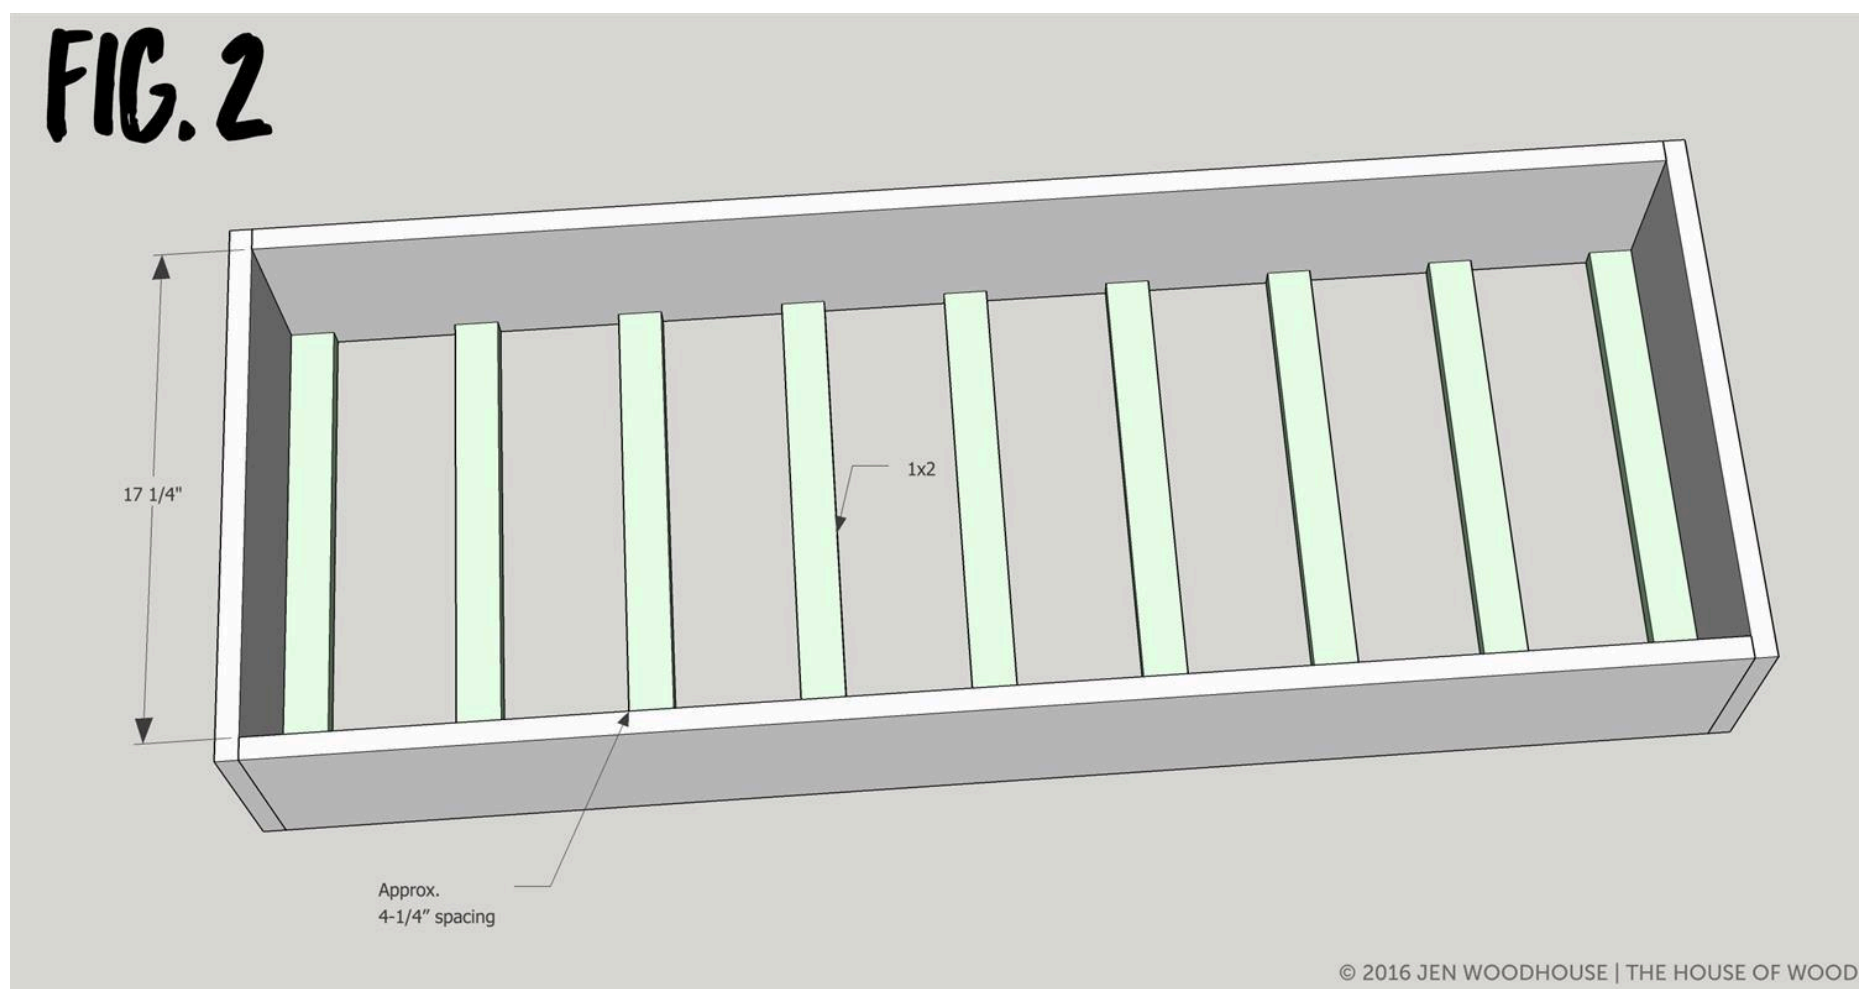 FIG. 2
17 1/4"
1x2
Approx.
4-1/4” spacing
© 2016 JEN WOODHOUSE | THE HOUSE OF WOOD